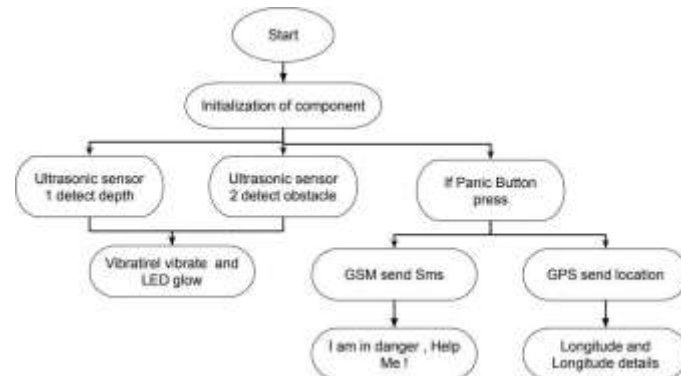 Start
Initialization of component
Ultrasonic sensor
1 detect depth
Ultrasonic sensor
2 detect obstacle
If Panic Button
press
Vibratirel vibrate and
LED glow
GSM send Sms
GPS send location
I am in danger , Help
Me !
Longitude and
Longitude details